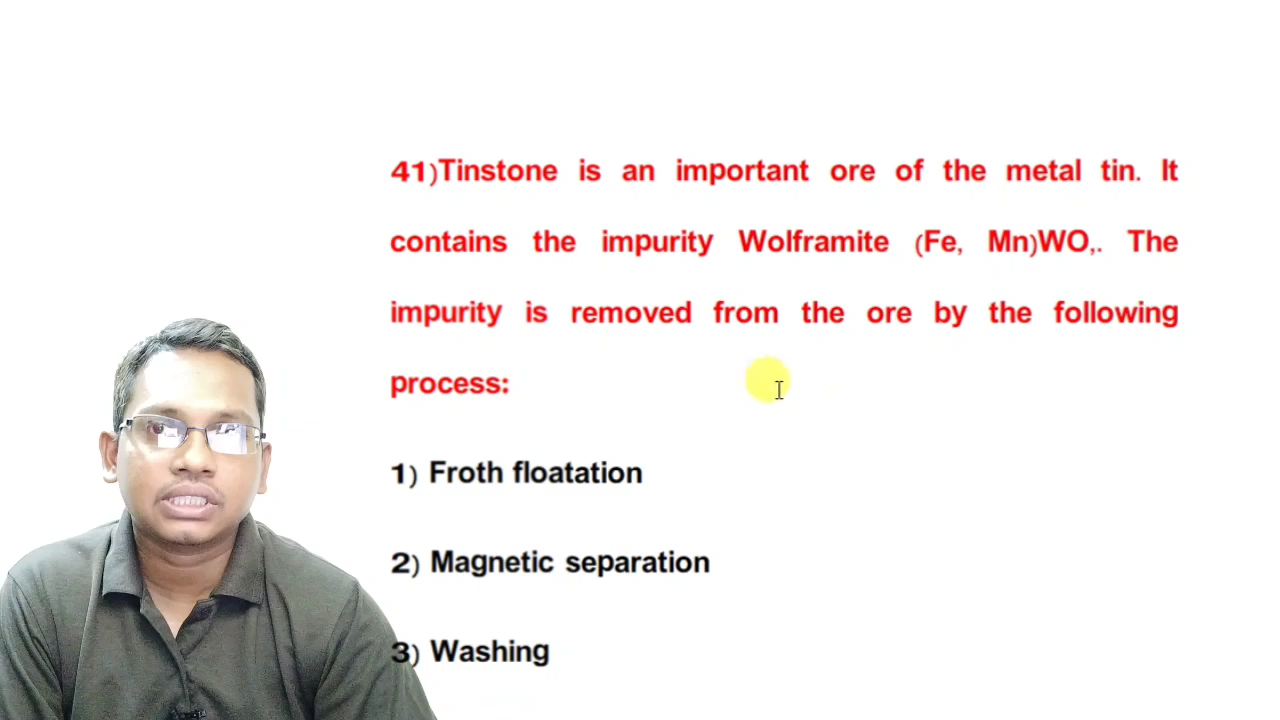 41)Tinstone is an important ore of the metal tin. It
contains the impurity Wolframite (Fe, Mn)WO,. The
impurity is removed from the ore by the following
process:
1) Froth floatation
2) Magnetic separation
3) Washing